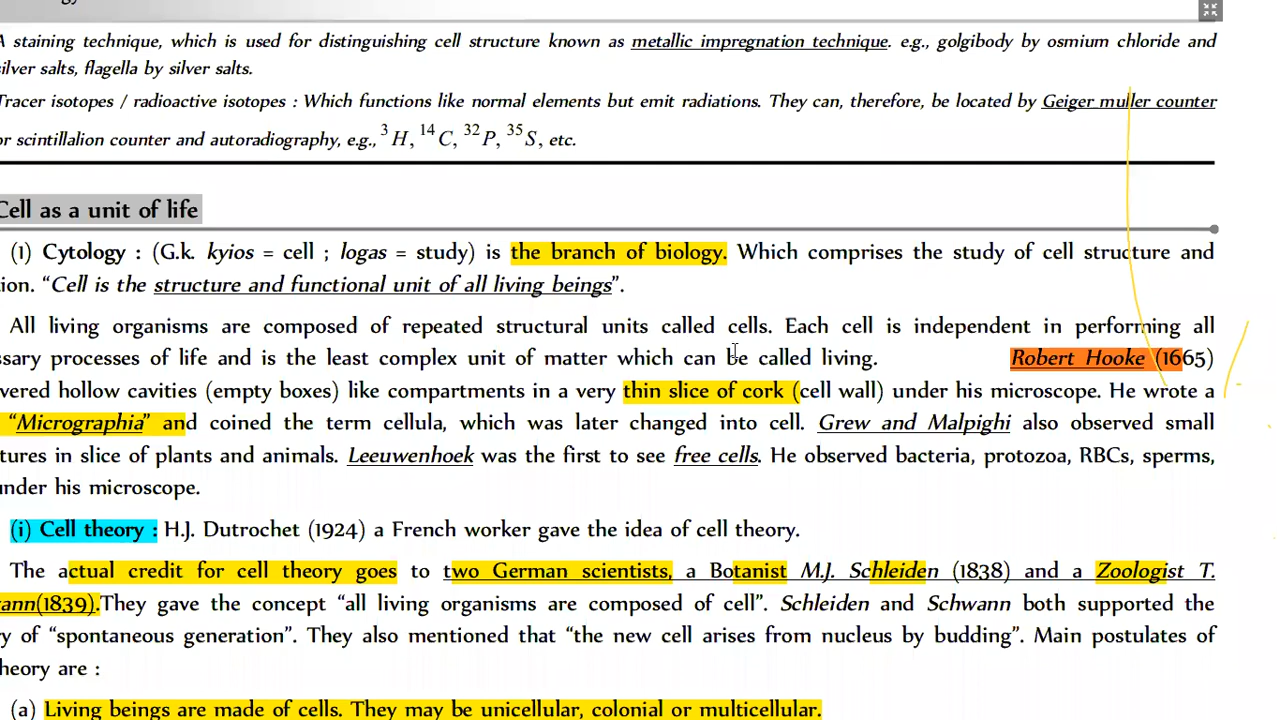 A staining technique, which is used for distinguishing cell structure known as metallic impregnation technique. e.g., golgibody by osmium chloride and
silver salts, flagella by silver salts.
Tracer isotopes / radioactive isotopes : Which functions like normal elements but emit radiations. They can, therefore, be located by Geiger muller counter
or scintillalion counter and autoradiography, e.g., ³H, ¹⁴C, ³²P, ³⁵S, etc.
Cell as a unit of life
(1) Cytology : (G.k. kyios = cell ; logas = study) is the branch of biology. Which comprises the study of cell structure and
ion. “Cell is the structure and functional unit of all living beings”.
All living organisms are composed of repeated structural units called cells. Each cell is independent in performing all
ssary processes of life and is the least complex unit of matter which can be called living. Robert Hooke (1665)
vered hollow cavities (empty boxes) like compartments in a very thin slice of cork (cell wall) under his microscope. He wrote a
“Micrographia” and coined the term cellula, which was later changed into cell. Grew and Malpighi also observed small
tures in slice of plants and animals. Leeuwenhoek was the first to see free cells. He observed bacteria, protozoa, RBCs, sperms,
under his microscope.
(i) Cell theory : H.J. Dutrochet (1924) a French worker gave the idea of cell theory.
The actual credit for cell theory goes to two German scientists, a Botanist M.J. Schleiden (1838) and a Zoologist T.
ann(1839).They gave the concept “all living organisms are composed of cell”. Schleiden and Schwann both supported the
y of “spontaneous generation”. They also mentioned that “the new cell arises from nucleus by budding”. Main postulates of
heory are :
(a) Living beings are made of cells. They may be unicellular, colonial or multicellular.